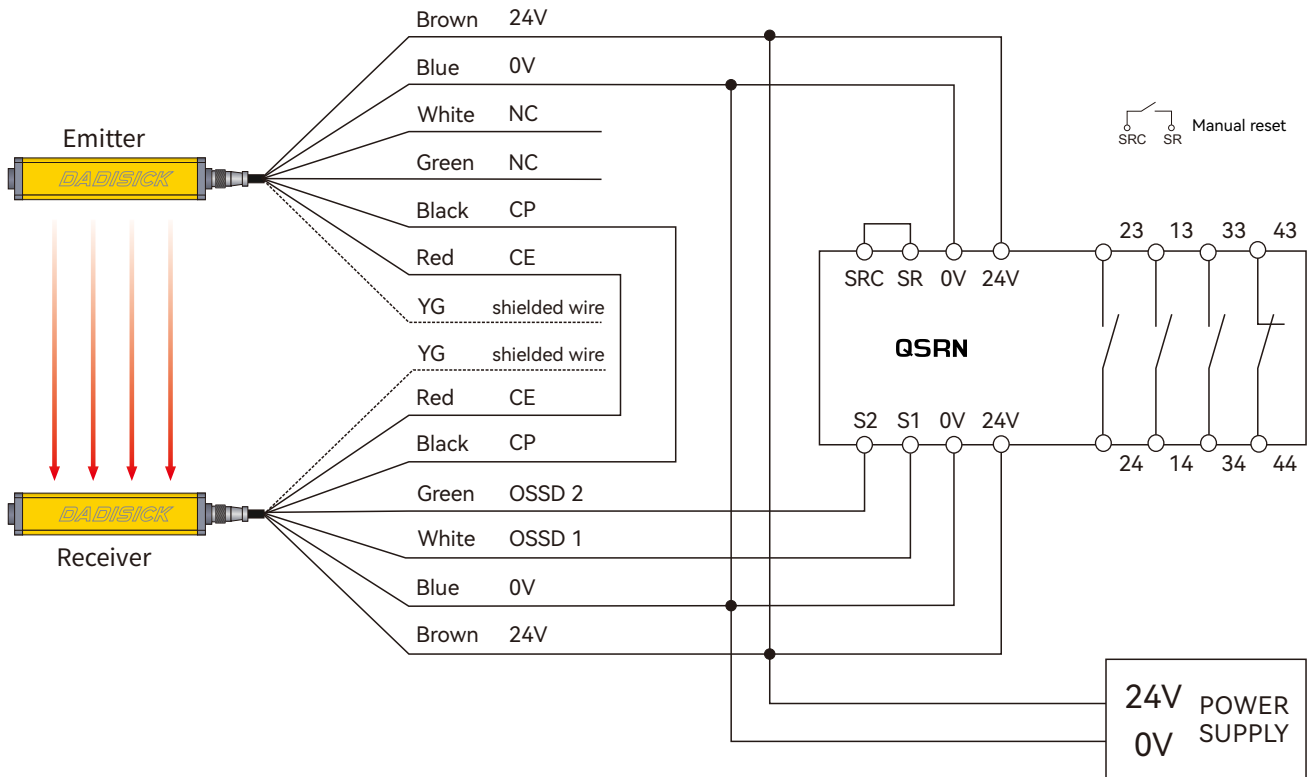 Brown 24V
Blue 0V
White NC
Green NC
Black CP
Red CE
YG shielded wire
YG shielded wire
Red CE
Black CP
Green OSSD 2
White OSSD 1
Blue 0V
Brown 24V
Emitter
DADISICK
DADISICK
Receiver
SRC SR Manual reset
23 13 33 43
SRC SR 0V 24V
QSRN
S2 S1 0V 24V
24 14 34 44
24V POWER
0V SUPPLY